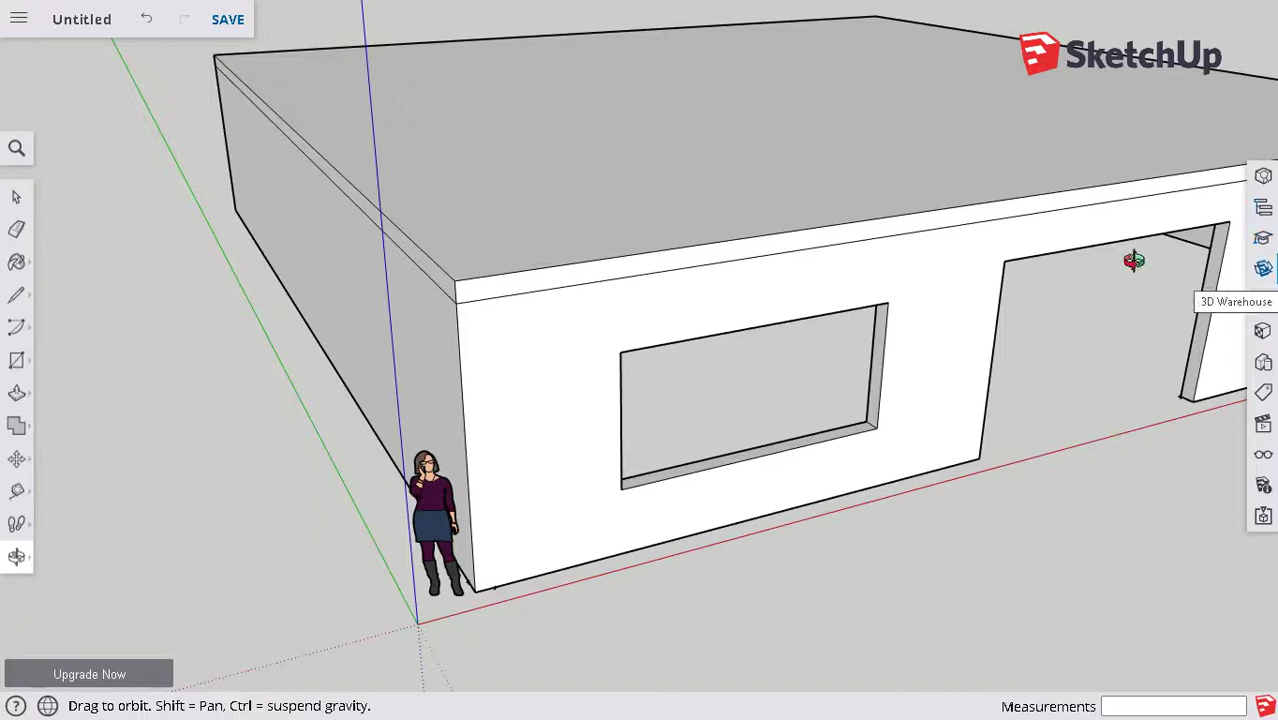 Untitled
SAVE
SketchUp
3D Warehouse
Upgrade Now
?
Drag to orbit. Shift = Pan, Ctrl = suspend gravity.
Measurements